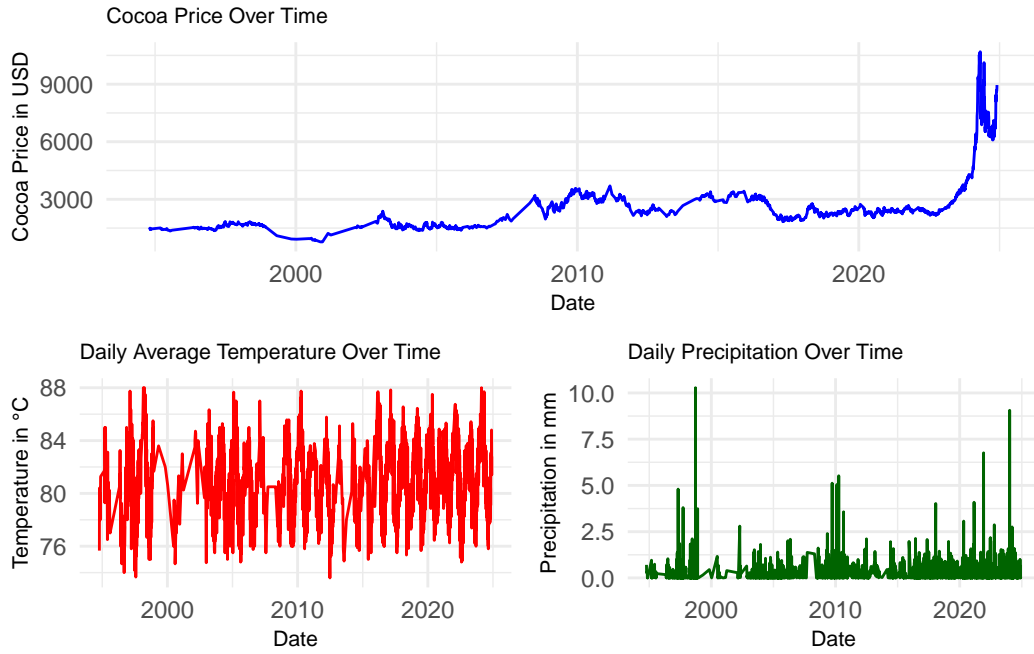 Cocoa Price Over Time
Cocoa Price in USD
9000
6000
3000
2000 2010 2020
Date
Daily Average Temperature Over Time
Temperature in °C
88
84
80
76
2000 2010 2020
Date
Daily Precipitation Over Time
Precipitation in mm
10.0
7.5
5.0
2.5
0.0
2000 2010 2020
Date